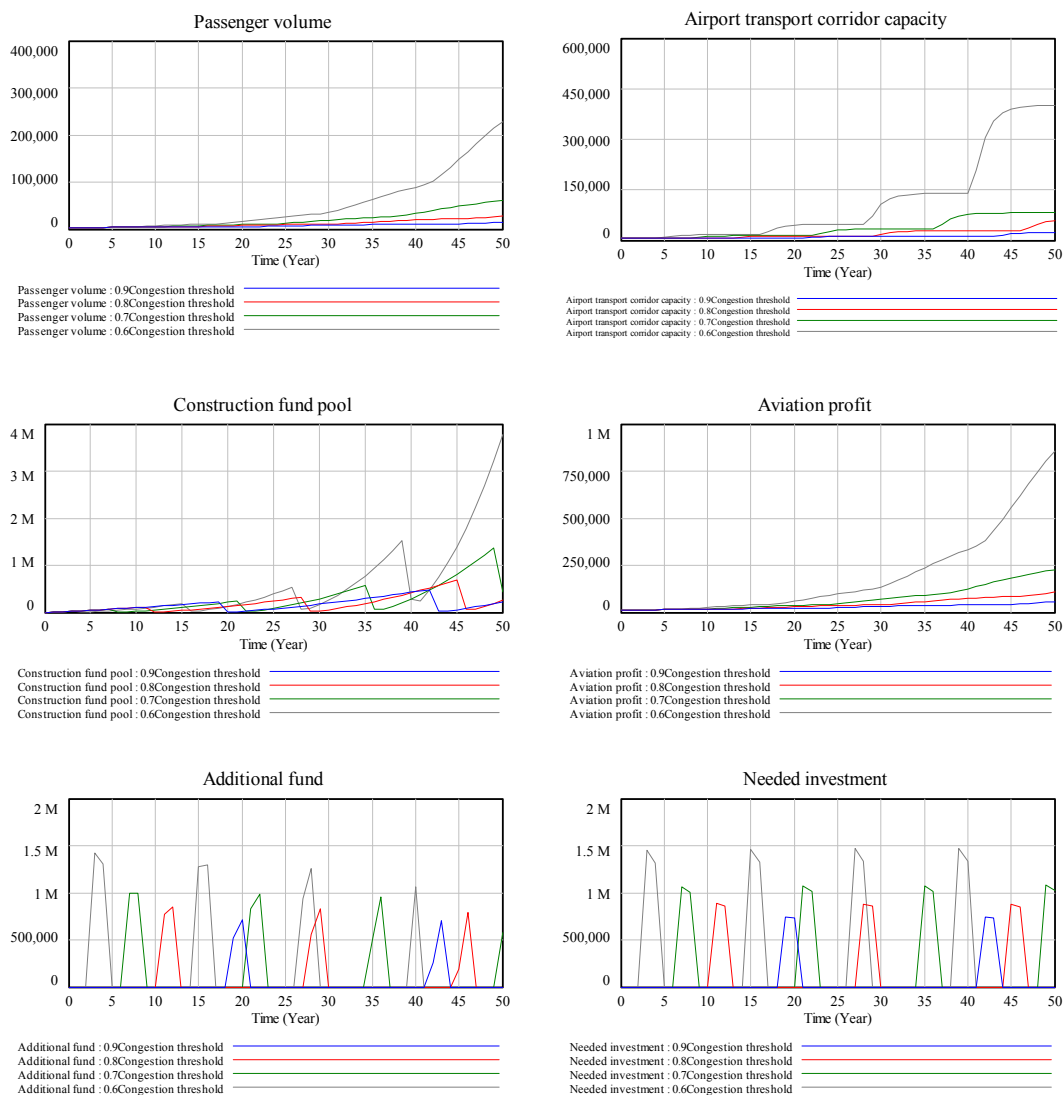 Passenger volume
400,000
300,000
200,000
100,000
0
0 5 10 15 20 25 30 35 40 45 50
Time (Year)
Passenger volume : 0.9Congestion threshold
Passenger volume : 0.8Congestion threshold
Passenger volume : 0.7Congestion threshold
Passenger volume : 0.6Congestion threshold
Airport transport corridor capacity
600,000
450,000
300,000
150,000
0
0 5 10 15 20 25 30 35 40 45 50
Time (Year)
Airport transport corridor capacity : 0.9Congestion threshold
Airport transport corridor capacity : 0.8Congestion threshold
Airport transport corridor capacity : 0.7Congestion threshold
Airport transport corridor capacity : 0.6Congestion threshold
Construction fund pool
4 M
3 M
2 M
1 M
0
0 5 10 15 20 25 30 35 40 45 50
Time (Year)
Construction fund pool : 0.9Congestion threshold
Construction fund pool : 0.8Congestion threshold
Construction fund pool : 0.7Congestion threshold
Construction fund pool : 0.6Congestion threshold
Aviation profit
1 M
750,000
500,000
250,000
0
0 5 10 15 20 25 30 35 40 45 50
Time (Year)
Aviation profit : 0.9Congestion threshold
Aviation profit : 0.8Congestion threshold
Aviation profit : 0.7Congestion threshold
Aviation profit : 0.6Congestion threshold
Additional fund
2 M
1.5 M
1 M
500,000
0
0 5 10 15 20 25 30 35 40 45 50
Time (Year)
Additional fund : 0.9Congestion threshold
Additional fund : 0.8Congestion threshold
Additional fund : 0.7Congestion threshold
Additional fund : 0.6Congestion threshold
Needed investment
2 M
1.5 M
1 M
500,000
0
0 5 10 15 20 25 30 35 40 45 50
Time (Year)
Needed investment : 0.9Congestion threshold
Needed investment : 0.8Congestion threshold
Needed investment : 0.7Congestion threshold
Needed investment : 0.6Congestion threshold